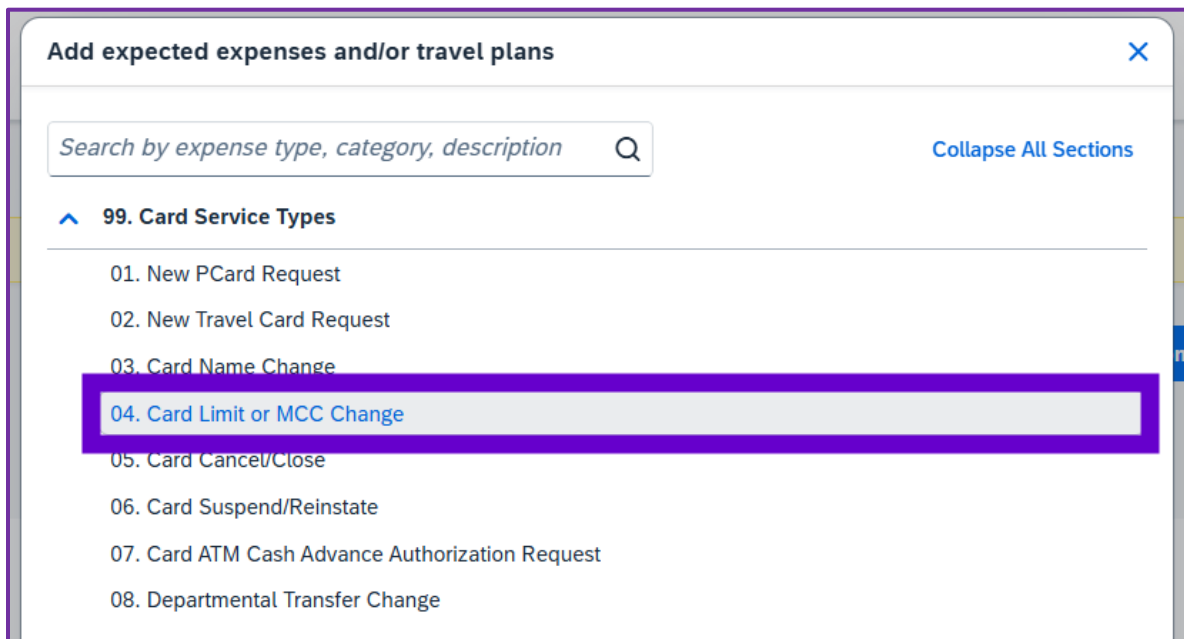 Add expected expenses and/or travel plans
Search by expense type, category, description
Collapse All Sections
99. Card Service Types
01. New PCard Request
02. New Travel Card Request
03. Card Name Change
04. Card Limit or MCC Change
05. Card Cancel/Close
06. Card Suspend/Reinstate
07. Card ATM Cash Advance Authorization Request
08. Departmental Transfer Change